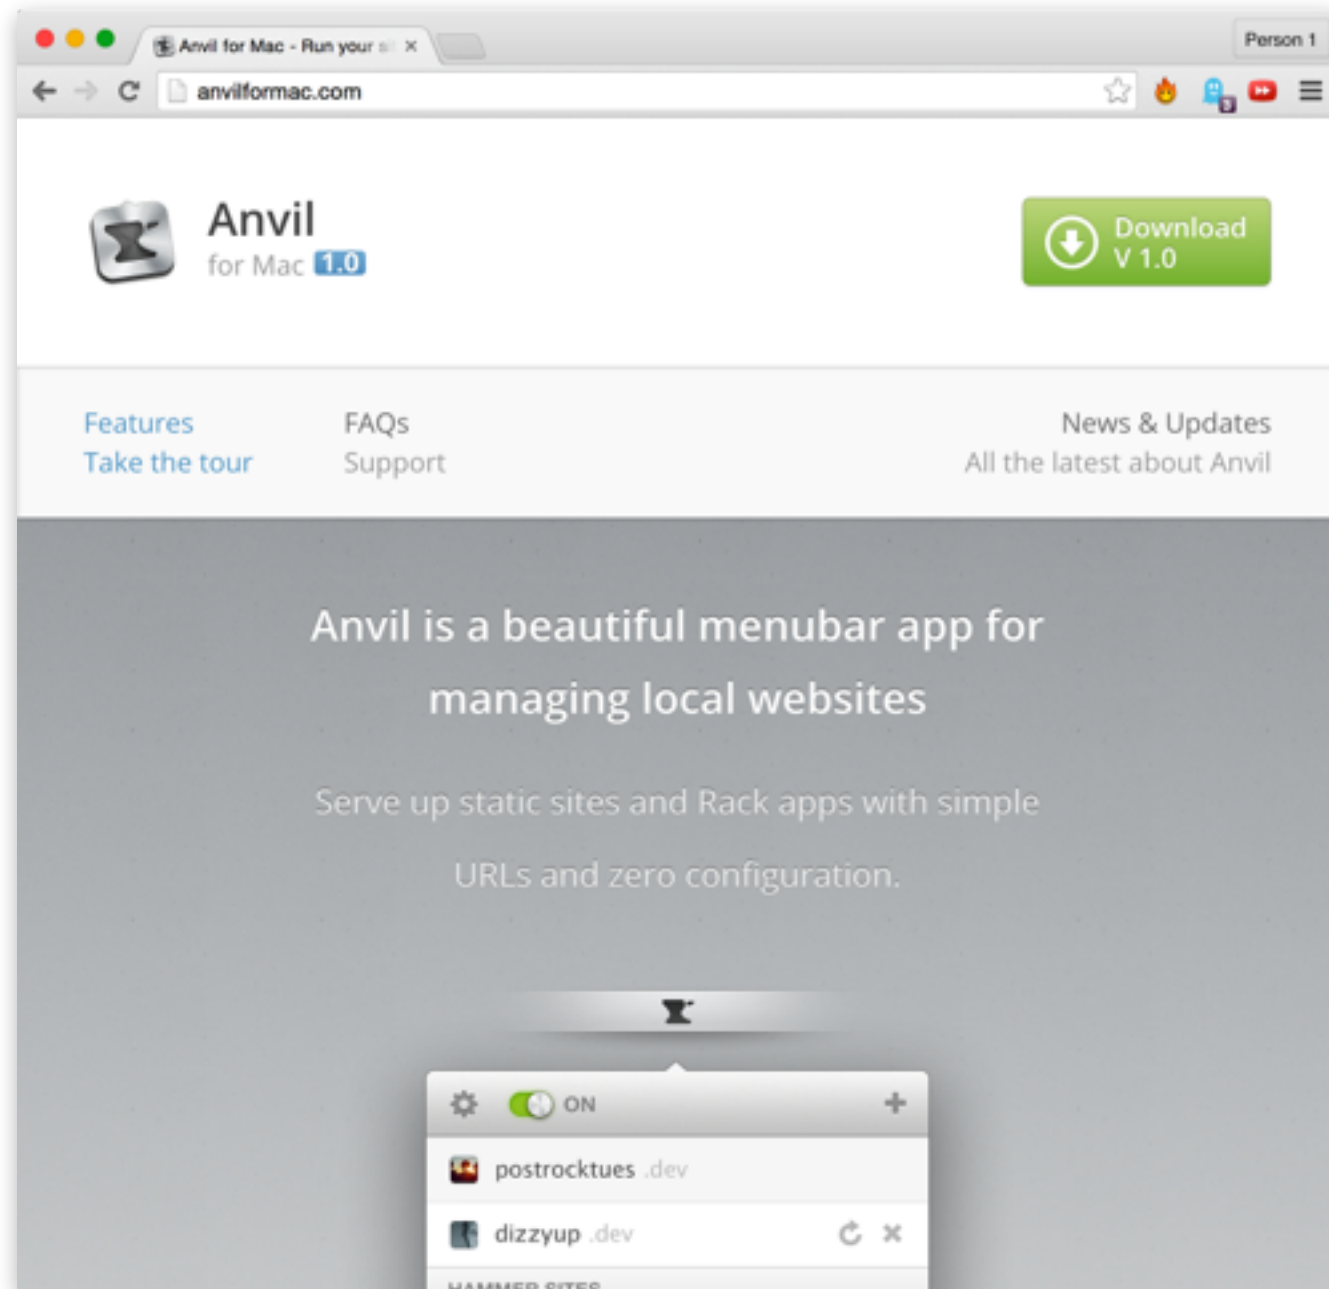 Anvil for Mac - Run your si
Person 1
anvilformac.com
Anvil
for Mac 1.0
Download
V 1.0
Features
Take the tour
FAQs
Support
News & Updates
All the latest about Anvil
Anvil is a beautiful menubar app for
managing local websites
Serve up static sites and Rack apps with simple
URLs and zero configuration.
ON
postrocktues .dev
dizzyup .dev
HAMMER SITES